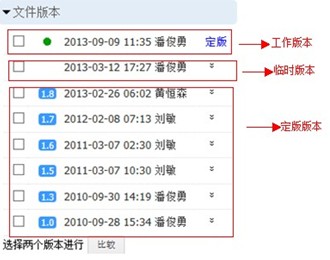 文件版本
2013-09-09 11:35 潘俊勇 定版 工作版本
2013-03-12 17:27 潘俊勇 临时版本
1.8 2013-02-26 06:02 黄恒森
1.7 2012-02-08 07:13 刘敏 定版版本
1.6 2011-03-07 02:30 刘敏
1.5 2011-03-07 10:30 刘敏
1.3 2010-09-30 14:19 潘俊勇
1.0 2010-09-28 15:34 潘俊勇
选择两个版本进行 比较